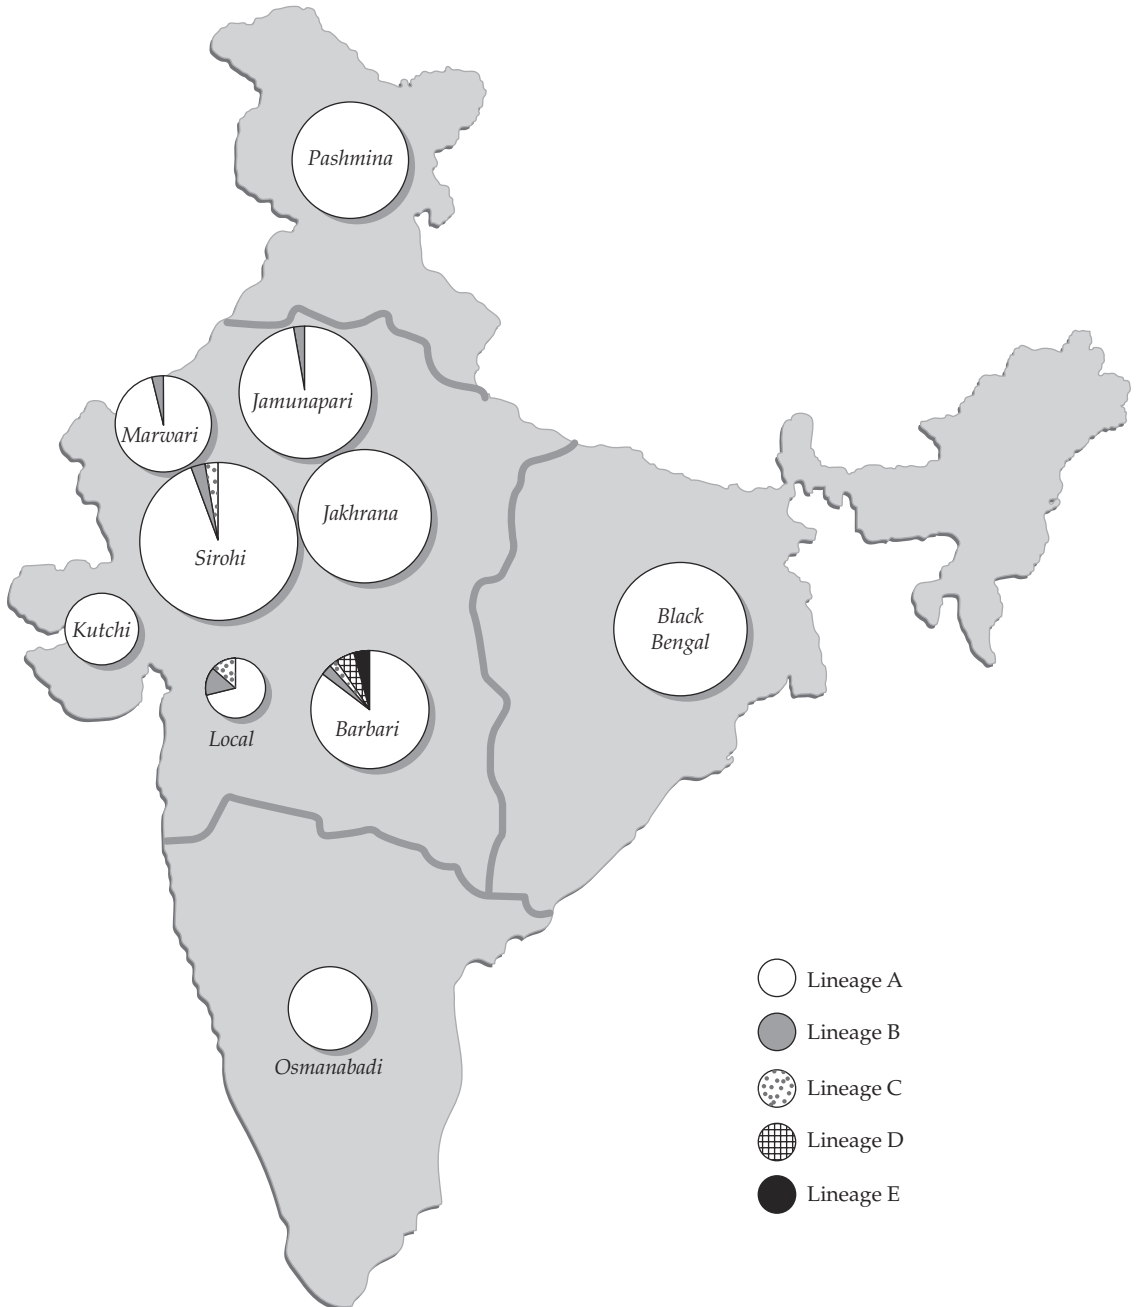 Pashmina
Jamunapari
Marwari
Jakhrana
Sirohi
Kutchi
Black
Bengal
Local
Barbari
Osmanabadi
Lineage A
Lineage B
Lineage C
Lineage D
Lineage E